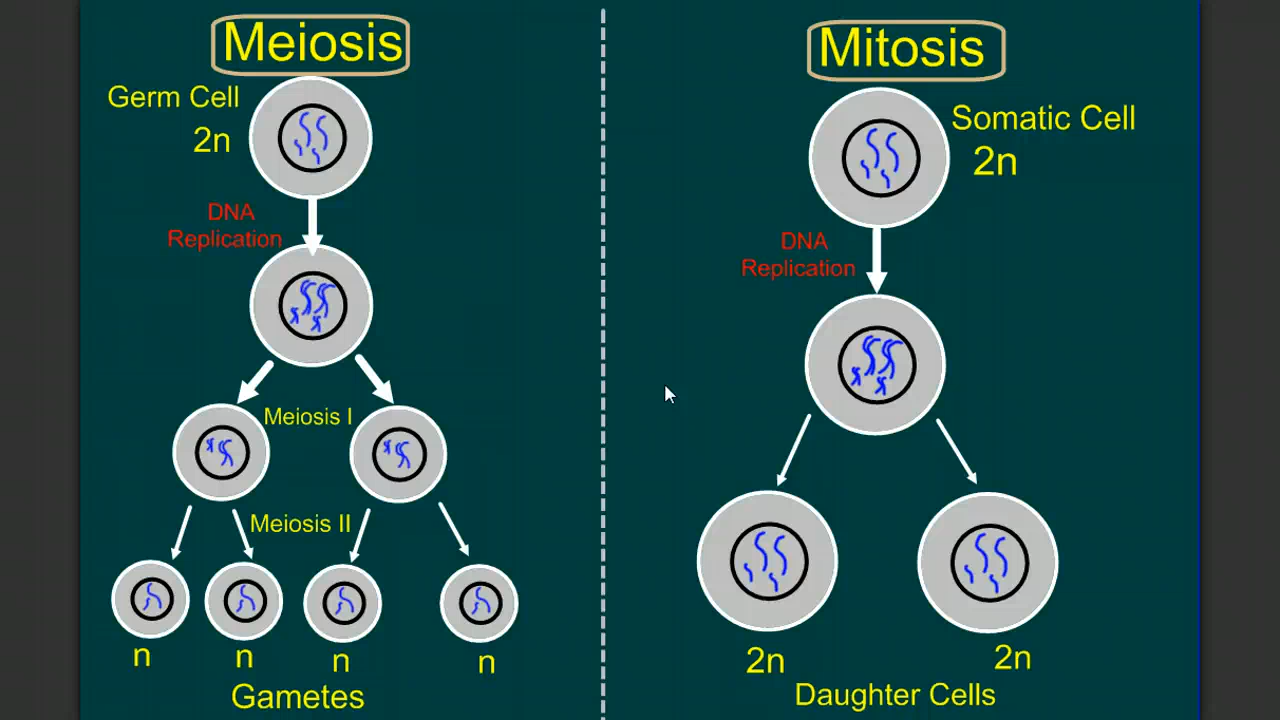 Meiosis
Germ Cell
2n
DNA
Replication
Meiosis I
Meiosis II
n
n
n
n
Gametes
Mitosis
Somatic Cell
2n
DNA
Replication
2n
2n
Daughter Cells